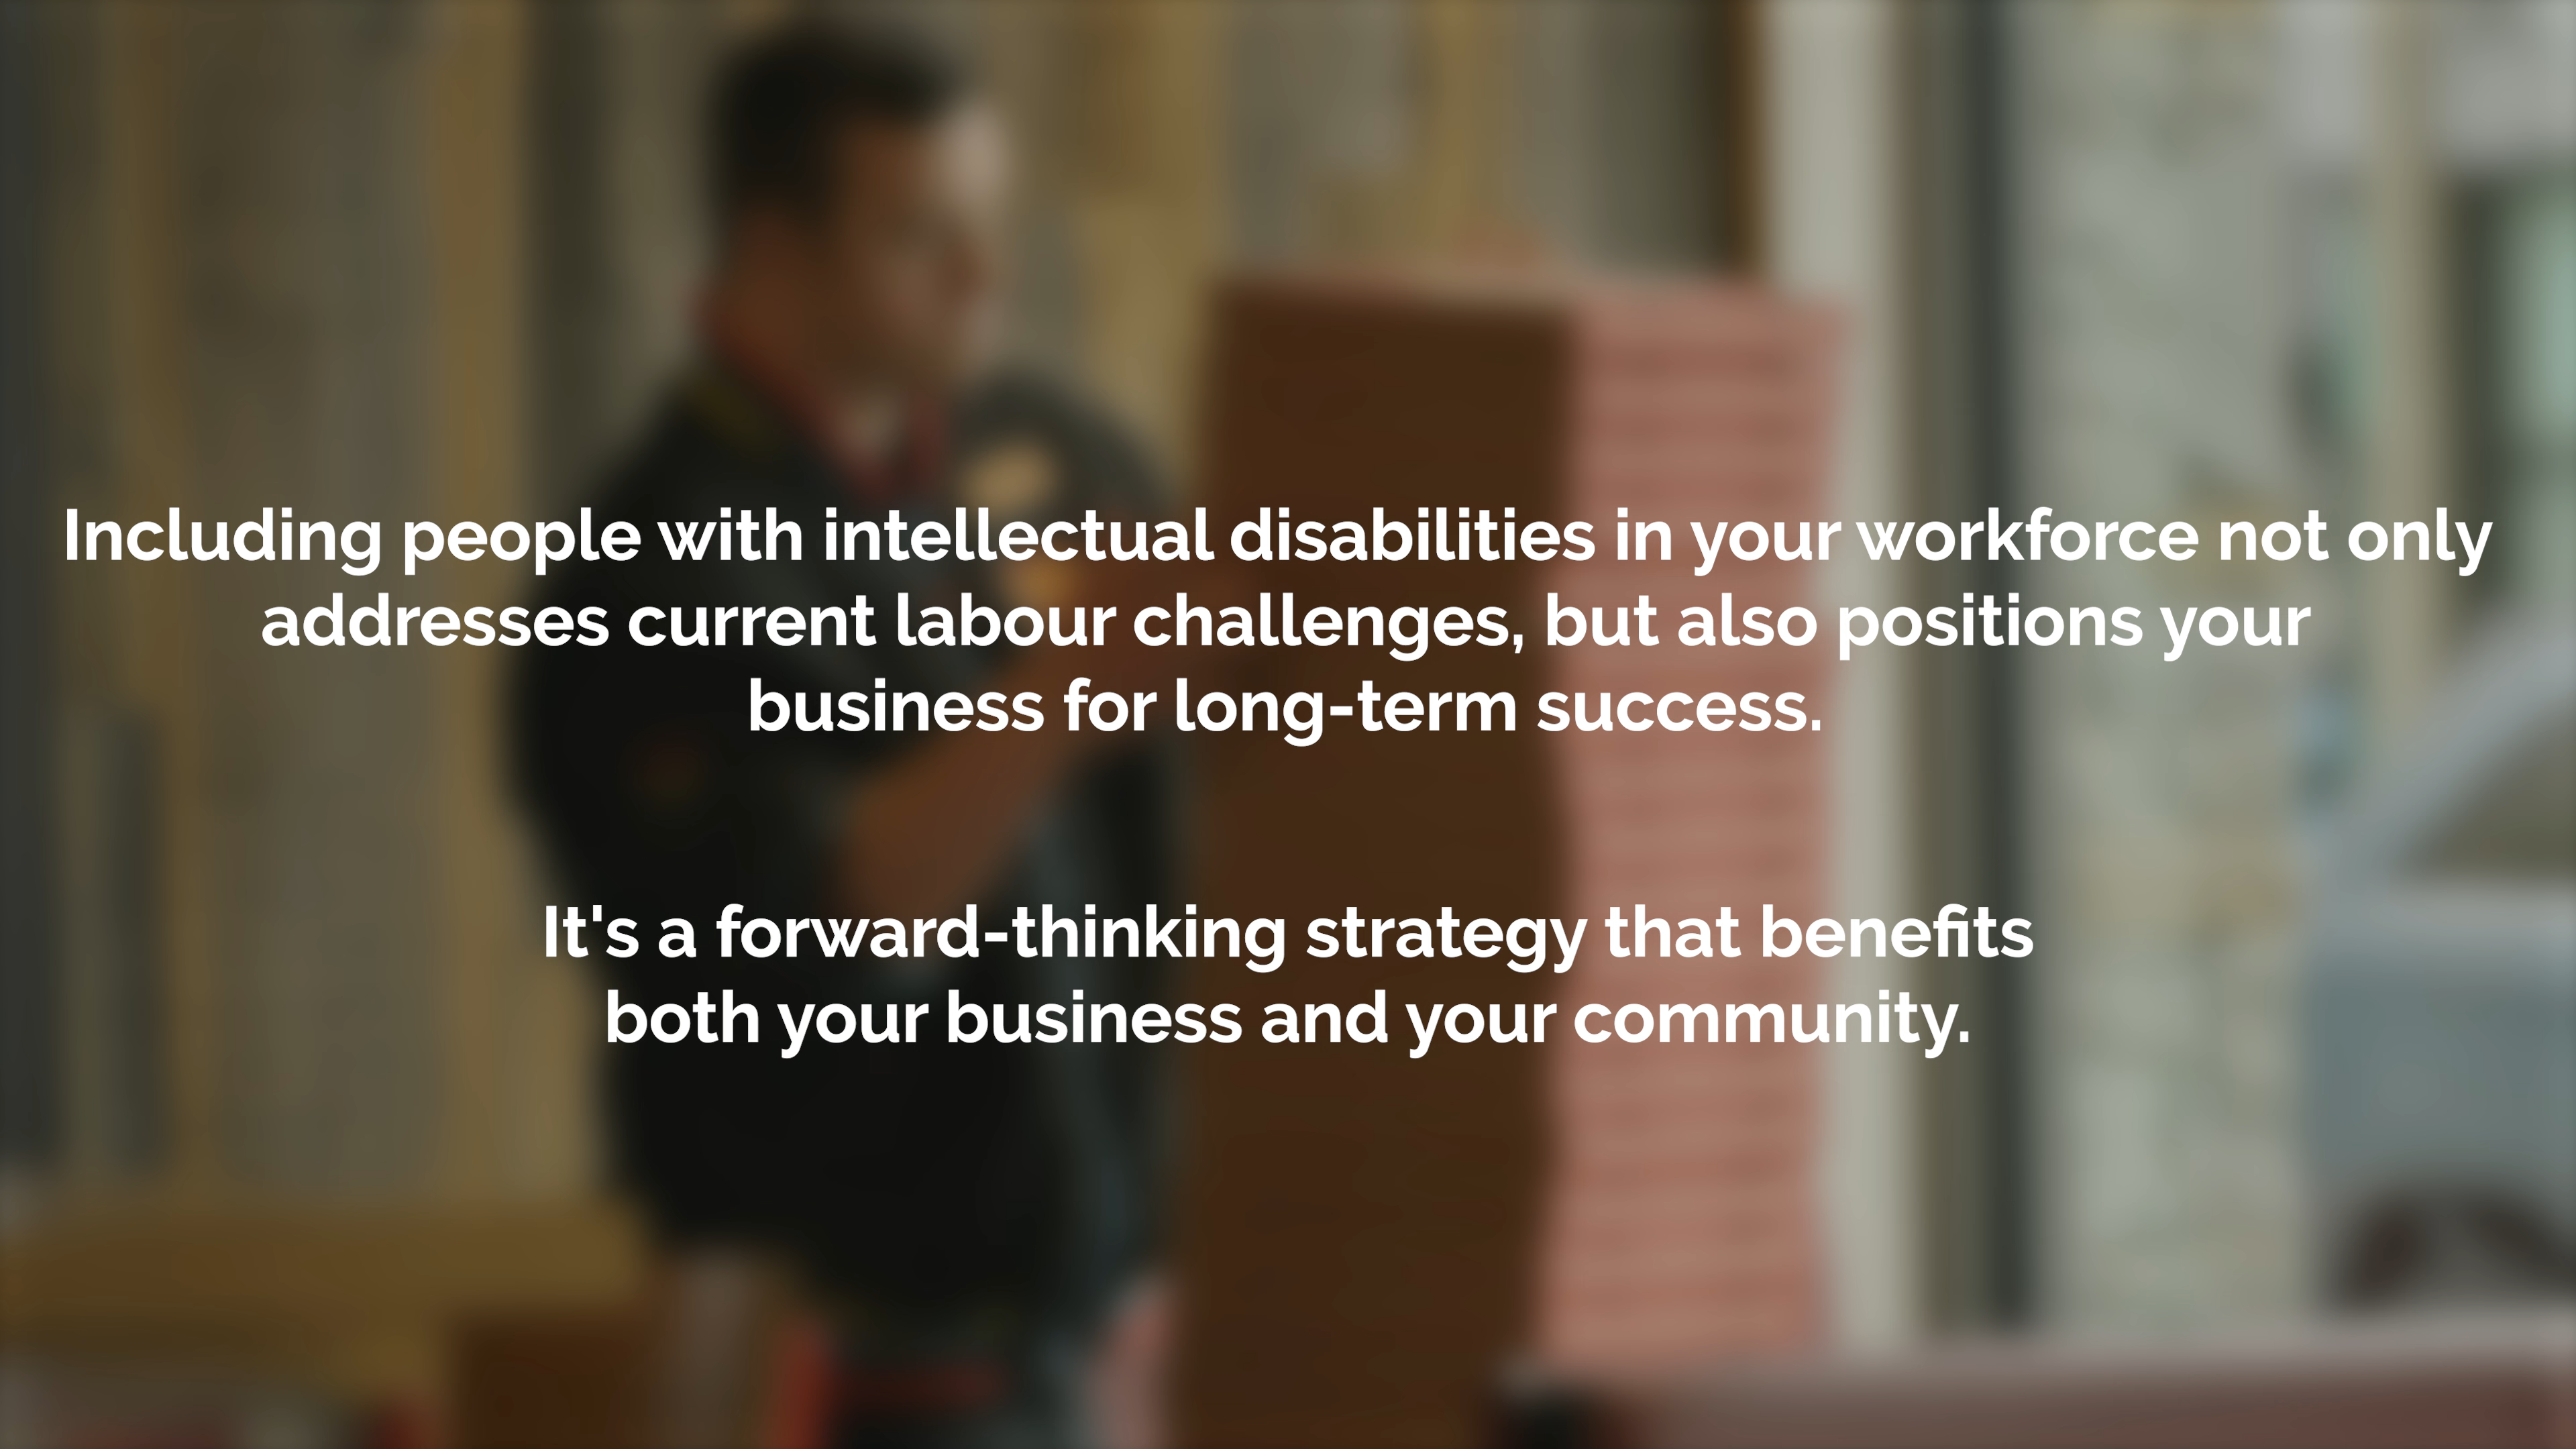 Including people with intellectual disabilities in your workforce not only
addresses current labour challenges, but also positions your
business for long-term success.
It's a forward-thinking strategy that benefits
both your business and your community.